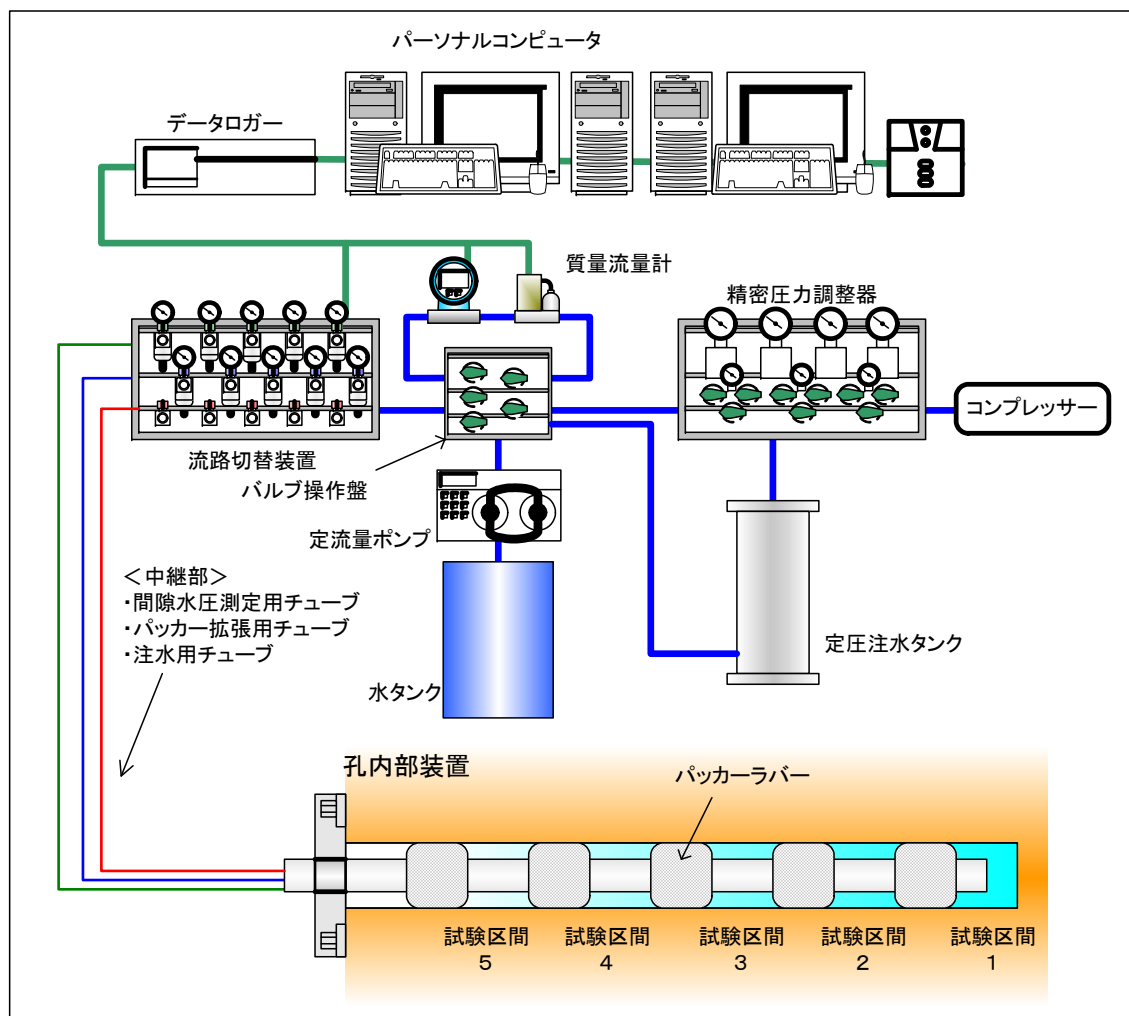 パーソナルコンピュータ
データロガー
質量流量計
精密圧力調整器
コンプレッサー
流路切替装置
バルブ操作盤
定流量ポンプ
＜中継部＞
・間隙水圧測定用チューブ
・パッカー拡張用チューブ
・注水用チューブ
定圧注水タンク
水タンク
孔内部装置
パッカーラバー
試験区間
5
試験区間
4
試験区間
3
試験区間
2
試験区間
1